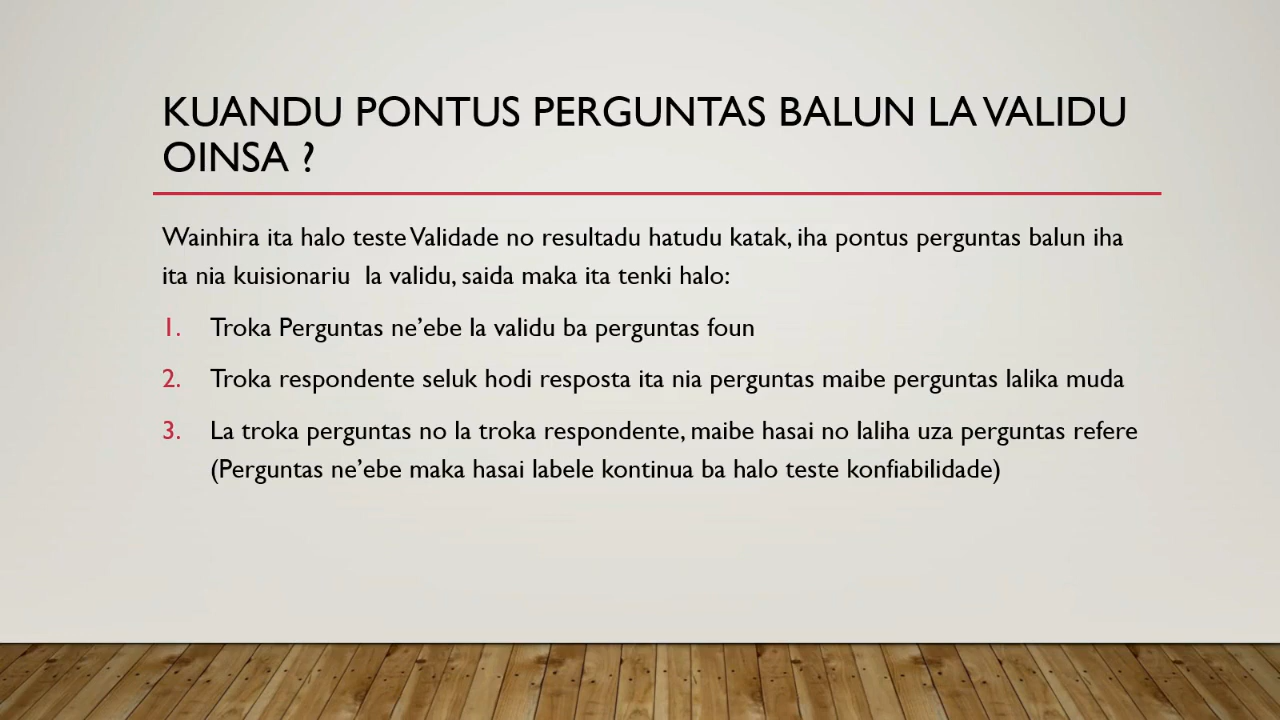 KUANDU PONTUS PERGUNTAS BALUN LA VALIDU
OINSA ?
Wainhira ita halo teste Validade no resultadu hatudu katak, iha pontus perguntas balun iha
ita nia kuisionariu  la validu, saida maka ita tenki halo:
1. Troka Perguntas ne’ebe la validu ba perguntas foun
2. Troka respondente seluk hodi resposta ita nia perguntas maibe perguntas lalika muda
3. La troka perguntas no la troka respondente, maibe hasai no laliha uza perguntas refere
(Perguntas ne’ebe maka hasai labele kontinua ba halo teste konfiabilidade)